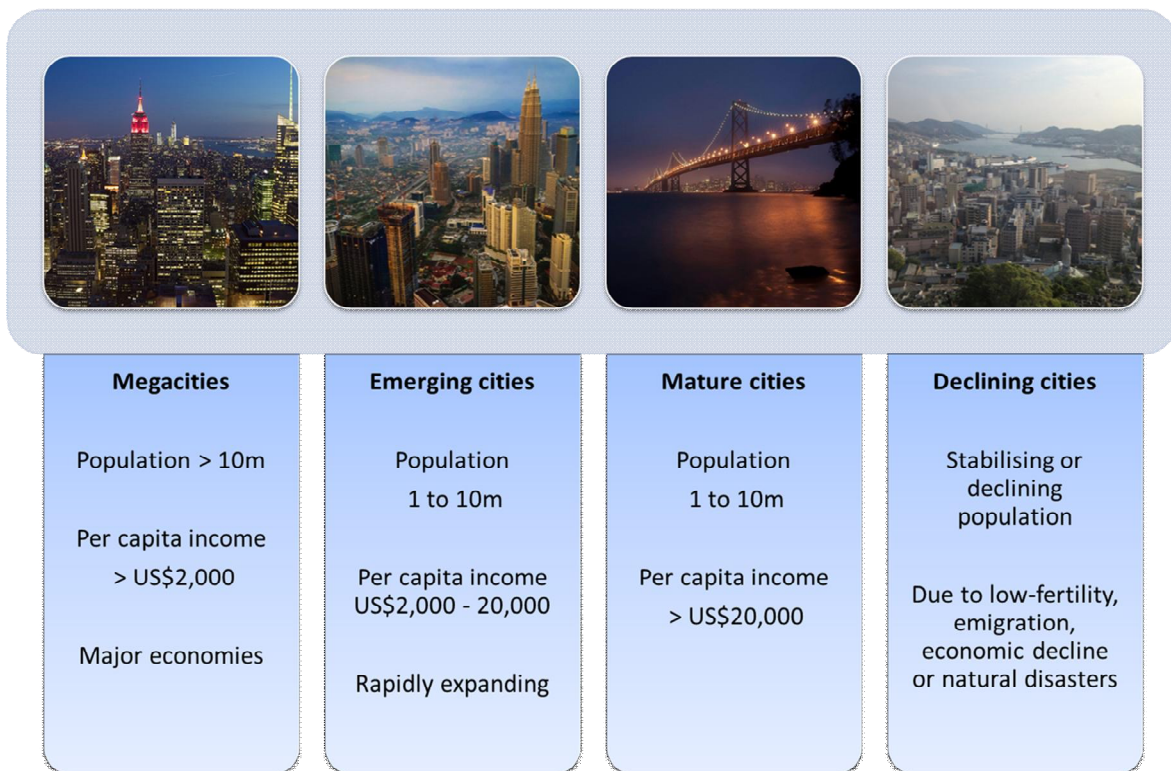 Megacities
Population > 10m
Per capita income
> US$2,000
Major economies
Emerging cities
Population
1 to 10m
Per capita income
US$2,000 - 20,000
Rapidly expanding
Mature cities
Population
1 to 10m
Per capita income
> US$20,000
Declining cities
Stabilising or
declining
population
Due to low-fertility,
emigration,
economic decline
or natural disasters